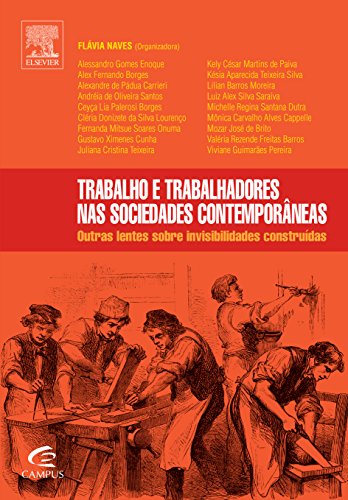 ELSEVIER
FLÁVIA NAVES (Organizadora)
Alessandro Gomes Enoque
Alex Fernando Borges
Alexandre de Pádua Carrieri
Andréa de Oliveira Santos
Ceyça Lia Palerosi Borges
Cléria Donizete da Silva Lourenço
Fernanda Mitsue Soares Onuma
Gustavo Ximenes Cunha
Juliana Cristina Teixeira
Kely César Martins de Paiva
Késia Aparecida Teixeira Silva
Lilian Barros Moreira
Luiz Alex Silva Saraiva
Michelle Regina Santana Dutra
Mônica Carvalho Alves Cappelle
Mozar José de Brito
Valéria Rezende Freitas Barros
Viviane Guimarães Pereira
TRABALHO E TRABALHADORES
NAS SOCIEDADES CONTEMPORÂNEAS
Outras lentes sobre invisibilidades construídas
CAMPUS